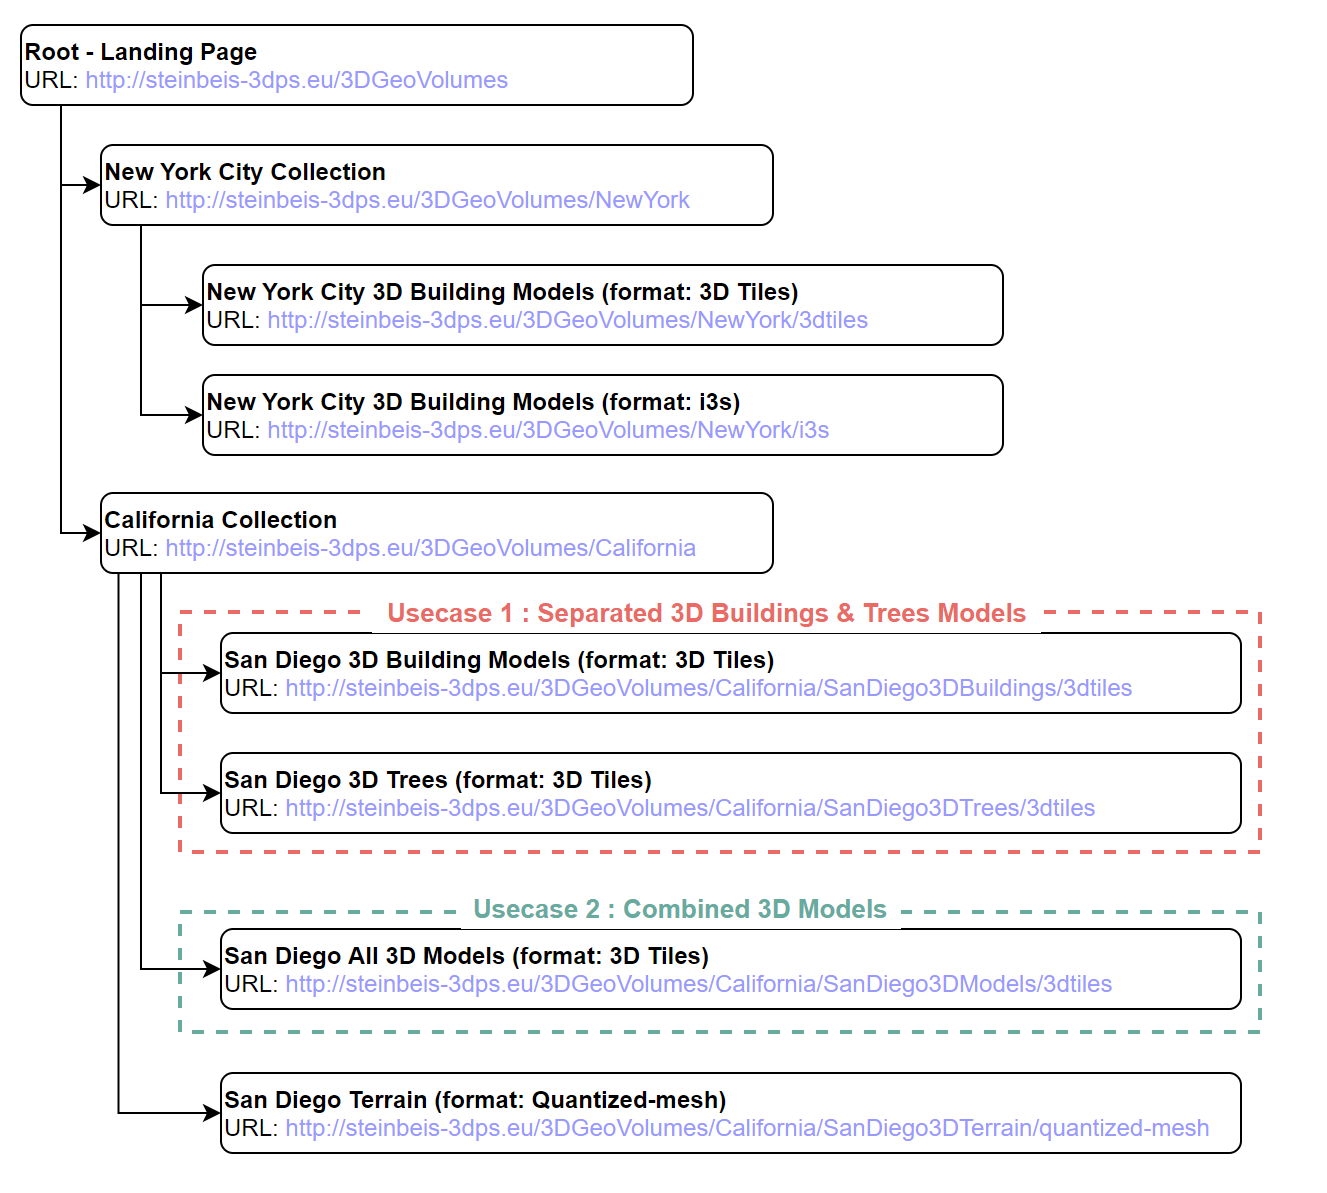 Root - Landing Page
URL: http://steinbeis-3dps.eu/3DGeoVolumes
New York City Collection
URL: http://steinbeis-3dps.eu/3DGeoVolumes/NewYork
New York City 3D Building Models (format: 3D Tiles)
URL: http://steinbeis-3dps.eu/3DGeoVolumes/NewYork/3dtiles
New York City 3D Building Models (format: i3s)
URL: http://steinbeis-3dps.eu/3DGeoVolumes/NewYork/i3s
California Collection
URL: http://steinbeis-3dps.eu/3DGeoVolumes/California
Usecase 1 : Separated 3D Buildings & Trees Models
San Diego 3D Building Models (format: 3D Tiles)
URL: http://steinbeis-3dps.eu/3DGeoVolumes/California/SanDiego3DBuildings/3dtiles
San Diego 3D Trees (format: 3D Tiles)
URL: http://steinbeis-3dps.eu/3DGeoVolumes/California/SanDiego3DTrees/3dtiles
Usecase 2 : Combined 3D Models
San Diego All 3D Models (format: 3D Tiles)
URL: http://steinbeis-3dps.eu/3DGeoVolumes/California/SanDiego3DModels/3dtiles
San Diego Terrain (format: Quantized-mesh)
URL: http://steinbeis-3dps.eu/3DGeoVolumes/California/SanDiego3DTerrain/quantized-mesh